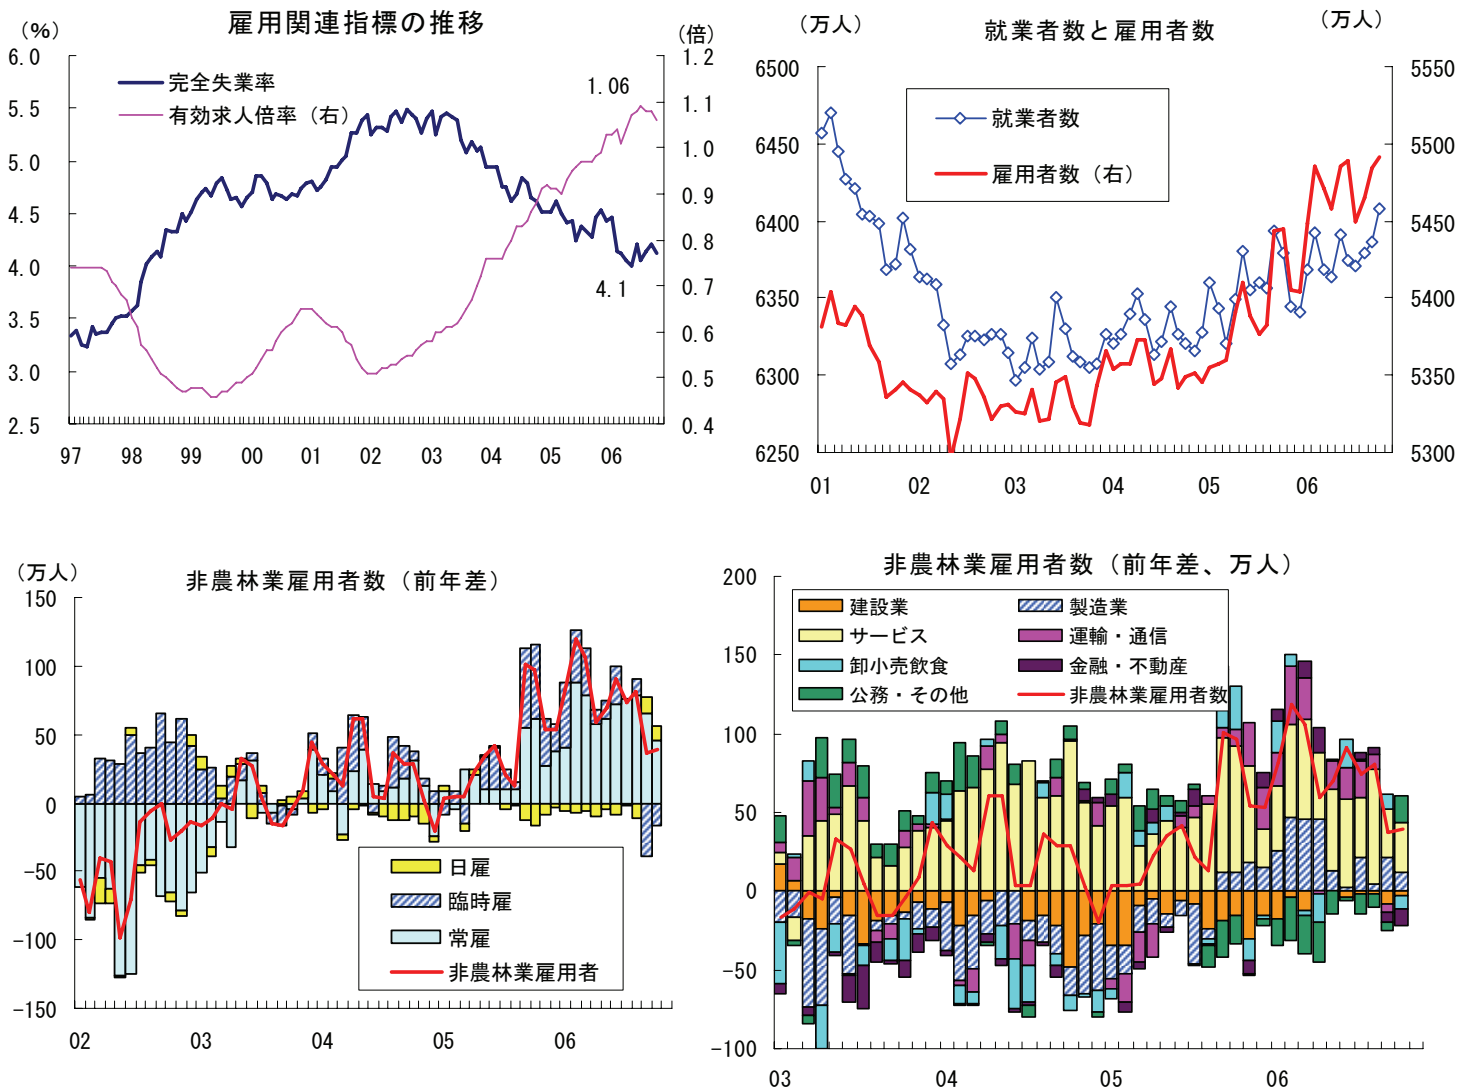 雇用関連指標の推移
(%)
(倍)
6.0
5.5
5.0
4.5
4.0
3.5
3.0
2.5
1.2
1.1
1.0
0.9
0.8
0.7
0.6
0.5
0.4
完全失業率
有効求人倍率（右）
1.06
4.1
97 98 99 00 01 02 03 04 05 06
就業者数と雇用者数
(万人)
(万人)
6500
6450
6400
6350
6300
6250
5550
5500
5450
5400
5350
5300
就業者数
雇用者数（右）
01 02 03 04 05 06
非農林業雇用者数（前年差）
(万人)
150
100
50
0
-50
-100
-150
日雇
臨時雇
常雇
非農林業雇用者
02 03 04 05 06
非農林業雇用者数（前年差、万人）
200
150
100
50
0
-50
-100
建設業 製造業
サービス 運輸・通信
卸小売飲食 金融・不動産
公務・その他 非農林業雇用者数
03 04 05 06